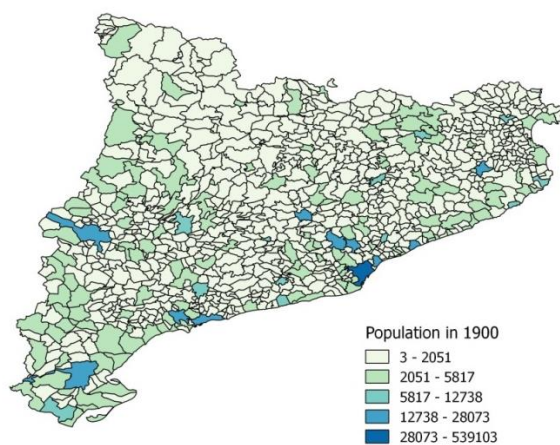 Population in 1900
3 - 2051
2051 - 5817
5817 - 12738
12738 - 28073
28073 - 539103